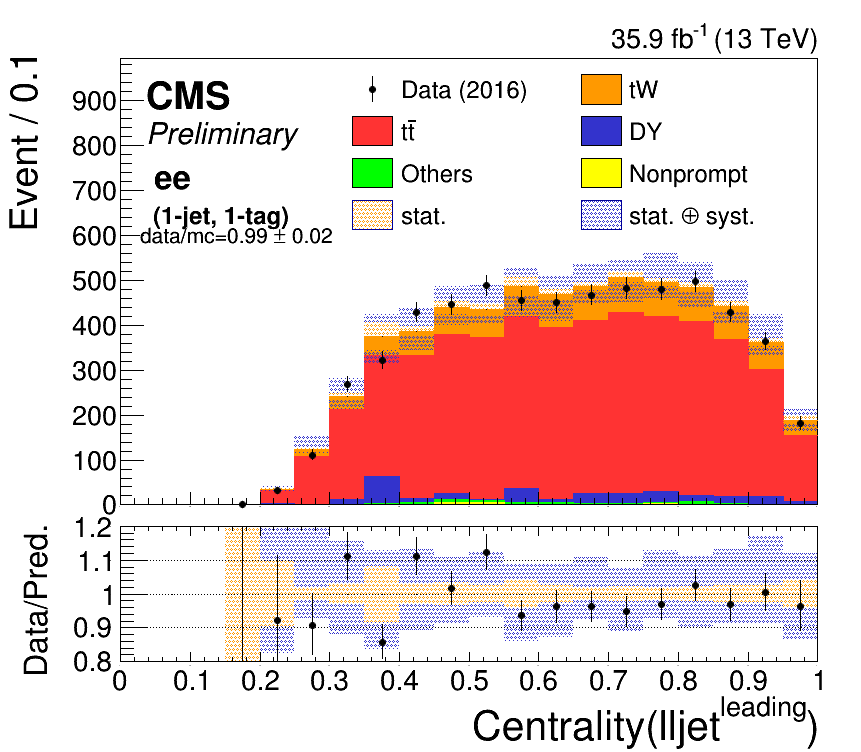 35.9 fb⁻¹ (13 TeV)
Event / 0.1
900
800
700
600
500
400
300
200
100
0
CMS
Preliminary
ee
(1-jet, 1-tag)
data/mc=0.99 ± 0.02
Data (2016)
tW
tt̄
DY
Others
Nonprompt
stat.
stat. ⊕ syst.
Data/Pred.
1.2
1.1
1
0.9
0.8
0 0.1 0.2 0.3 0.4 0.5 0.6 0.7 0.8 0.9 1
Centrality(lljet^leading)